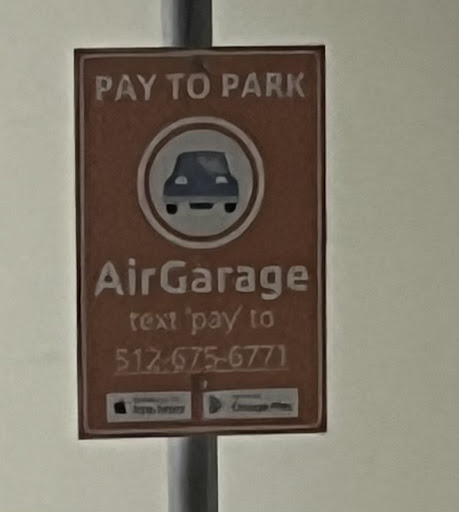 PAY TO PARK
AirGarage
text 'pay' to
512-675-6771